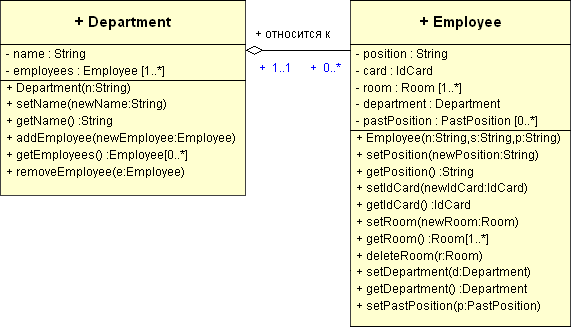 + Department
- name : String
- employees : Employee [1..*]
+ Department(n:String)
+ setName(newName:String)
+ getName() :String
+ addEmployee(newEmployee:Employee)
+ getEmployees() :Employee[0..*]
+ removeEmployee(e:Employee)
+ относится к
+ 1..1
+ 0..*
+ Employee
- position : String
- card : IdCard
- room : Room [1..*]
- department : Department
- pastPosition : PastPosition [0..*]
+ Employee(n:String,s:String,p:String)
+ setPosition(newPosition:String)
+ getPosition() :String
+ setIdCard(newIdCard:IdCard)
+ getIdCard() :IdCard
+ setRoom(newRoom:Room)
+ getRoom() :Room[1..*]
+ deleteRoom(r:Room)
+ setDepartment(d:Department)
+ getDepartment() :Department
+ setPastPosition(p:PastPosition)